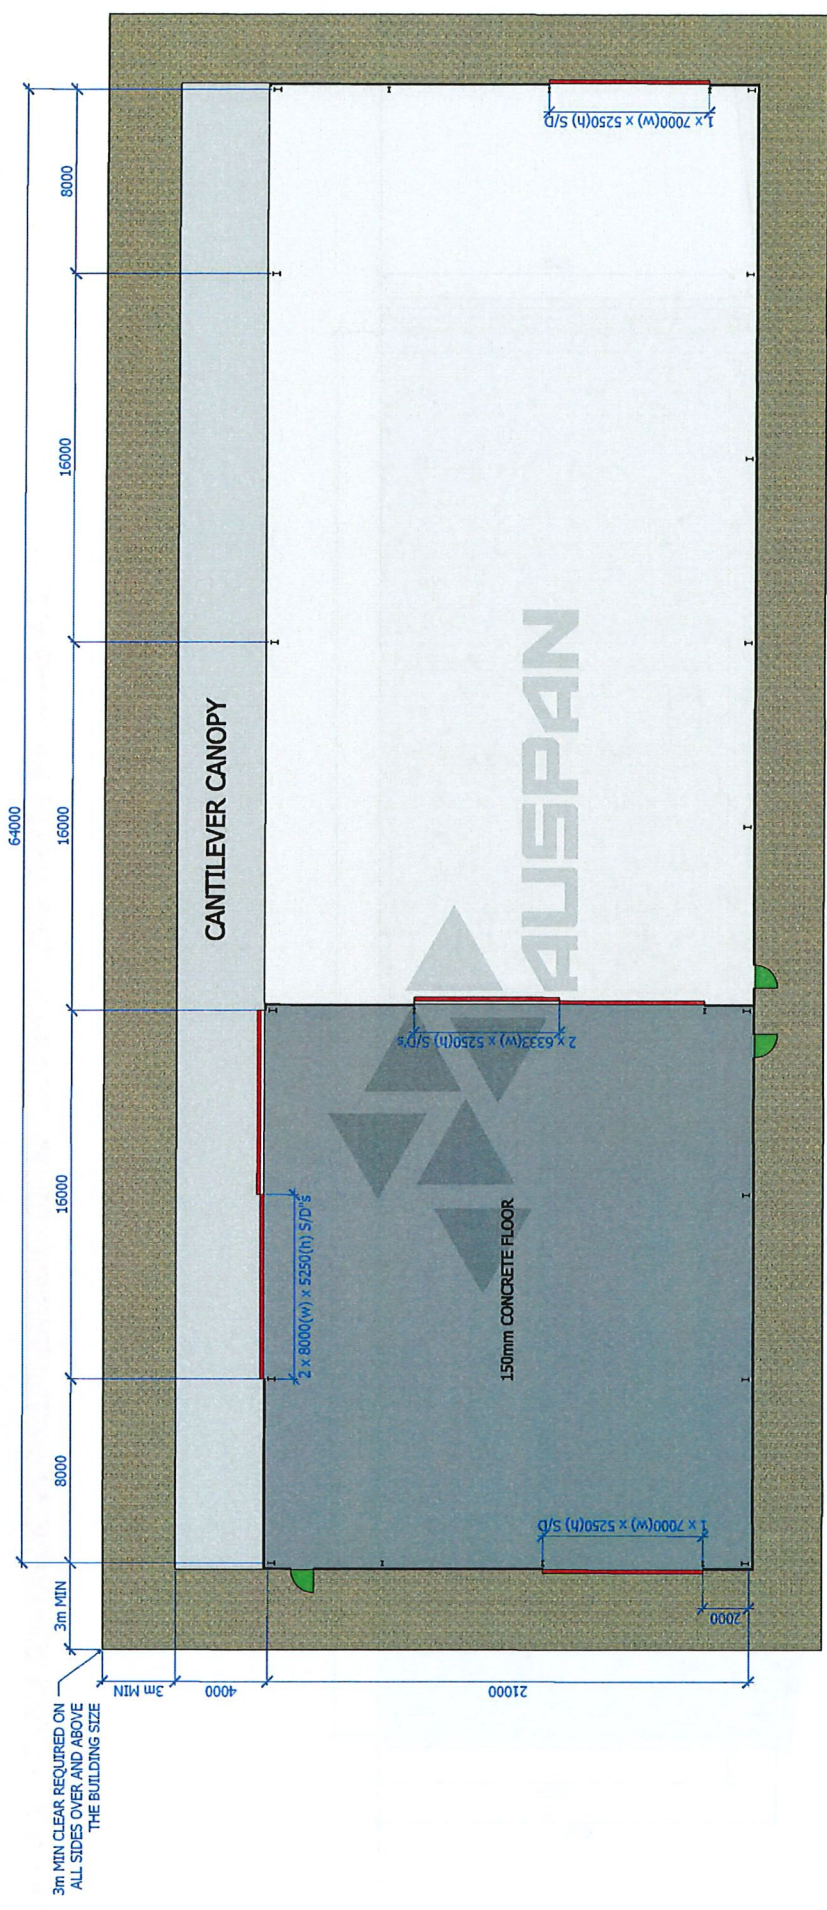 64000
3m MIN
8000
16000
16000
16000
8000
3m MIN CLEAR REQUIRED ON
ALL SIDES OVER AND ABOVE
THE BUILDING SIZE
3m MIN
4000
21000
CANTILEVER CANOPY
2 x 8000(w) x 5250(h) S/D"s
150mm CONCRETE FLOOR
2 x 6333(w) x 5250(h) S/D's
1 x 7000(w) x 5250(h) S/D
2000
1 x 7000(w) x 5250(h) S/D
AUSPAN